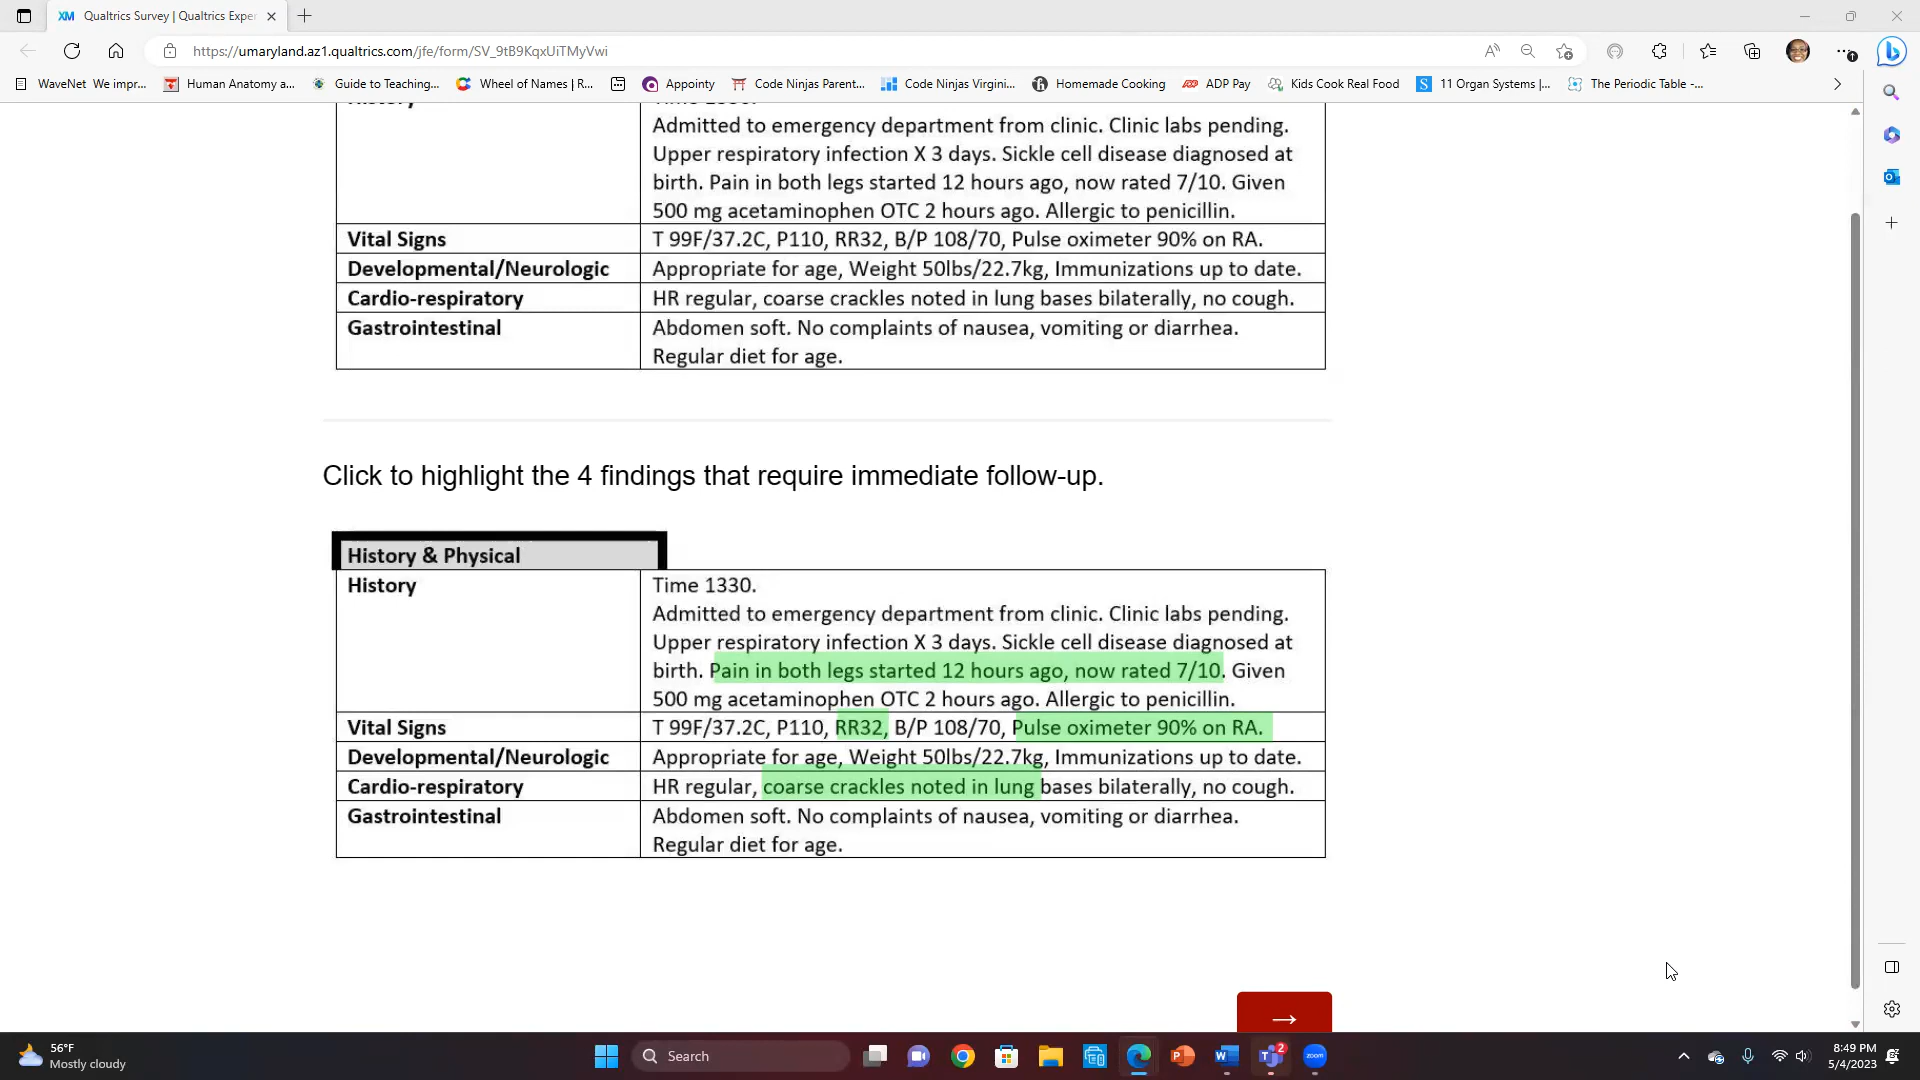 Qualtrics Survey | Qualtrics Exper
https://umaryland.az1.qualtrics.com/jfe/form/SV_9tB9KqxUiTMyVwi
WaveNet We impr...
Human Anatomy a...
Guide to Teaching...
Wheel of Names | R...
Appointy
Code Ninjas Parent...
Code Ninjas Virgini...
Homemade Cooking
ADP Pay
Kids Cook Real Food
11 Organ Systems |...
The Periodic Table -...
Admitted to emergency department from clinic. Clinic labs pending.
Upper respiratory infection X 3 days. Sickle cell disease diagnosed at
birth. Pain in both legs started 12 hours ago, now rated 7/10. Given
500 mg acetaminophen OTC 2 hours ago. Allergic to penicillin.
Vital Signs T 99F/37.2C, P110, RR32, B/P 108/70, Pulse oximeter 90% on RA.
Developmental/Neurologic Appropriate for age, Weight 50lbs/22.7kg, Immunizations up to date.
Cardio-respiratory HR regular, coarse crackles noted in lung bases bilaterally, no cough.
Gastrointestinal Abdomen soft. No complaints of nausea, vomiting or diarrhea.
Regular diet for age.
Click to highlight the 4 findings that require immediate follow-up.
History & Physical
History Time 1330.
Admitted to emergency department from clinic. Clinic labs pending.
Upper respiratory infection X 3 days. Sickle cell disease diagnosed at
birth. Pain in both legs started 12 hours ago, now rated 7/10. Given
500 mg acetaminophen OTC 2 hours ago. Allergic to penicillin.
Vital Signs T 99F/37.2C, P110, RR32, B/P 108/70, Pulse oximeter 90% on RA.
Developmental/Neurologic Appropriate for age, Weight 50lbs/22.7kg, Immunizations up to date.
Cardio-respiratory HR regular, coarse crackles noted in lung bases bilaterally, no cough.
Gastrointestinal Abdomen soft. No complaints of nausea, vomiting or diarrhea.
Regular diet for age.
→
56°F
Mostly cloudy
Search
2
zoom
8:49 PM
5/4/2023